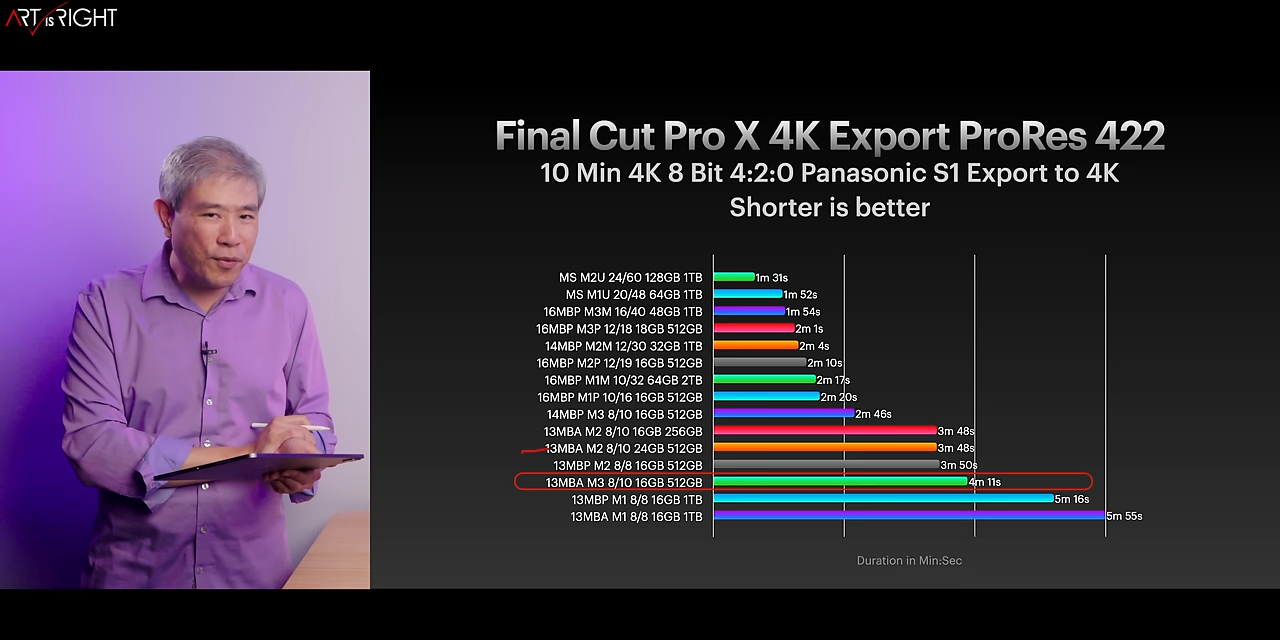 ART IS RIGHT
Final Cut Pro X 4K Export ProRes 422
10 Min 4K 8 Bit 4:2:0 Panasonic S1 Export to 4K
Shorter is better
MS M2U 24/60 128GB 1TB 1m 31s
MS M1U 20/48 64GB 1TB 1m 52s
16MBP M3M 16/40 48GB 1TB 1m 54s
16MBP M3P 12/18 18GB 512GB 2m 1s
14MBP M2M 12/30 32GB 1TB 2m 4s
16MBP M2P 12/19 16GB 512GB 2m 10s
16MBP M1M 10/32 64GB 2TB 2m 17s
16MBP M1P 10/16 16GB 512GB 2m 20s
14MBP M3 8/10 16GB 512GB 2m 46s
13MBA M2 8/10 16GB 256GB 3m 48s
13MBA M2 8/10 24GB 512GB 3m 48s
13MBP M2 8/8 16GB 512GB 3m 50s
13MBA M3 8/10 16GB 512GB 4m 11s
13MBP M1 8/8 16GB 1TB 5m 16s
13MBA M1 8/8 16GB 1TB 5m 55s
Duration in Min:Sec